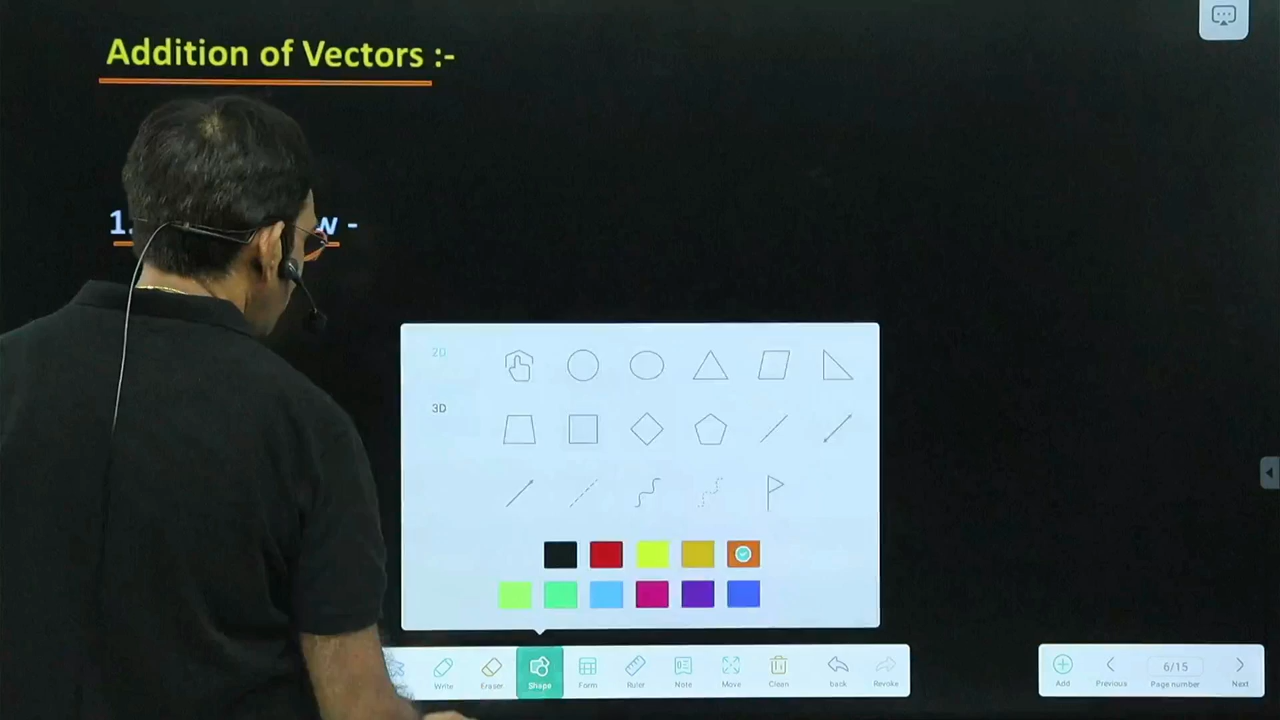 Addition of Vectors :-
1.
w -
2D
3D
Write Eraser Shape Form Ruler Note Move Clean back Revoke
Add Previous 6/15 Page number Next